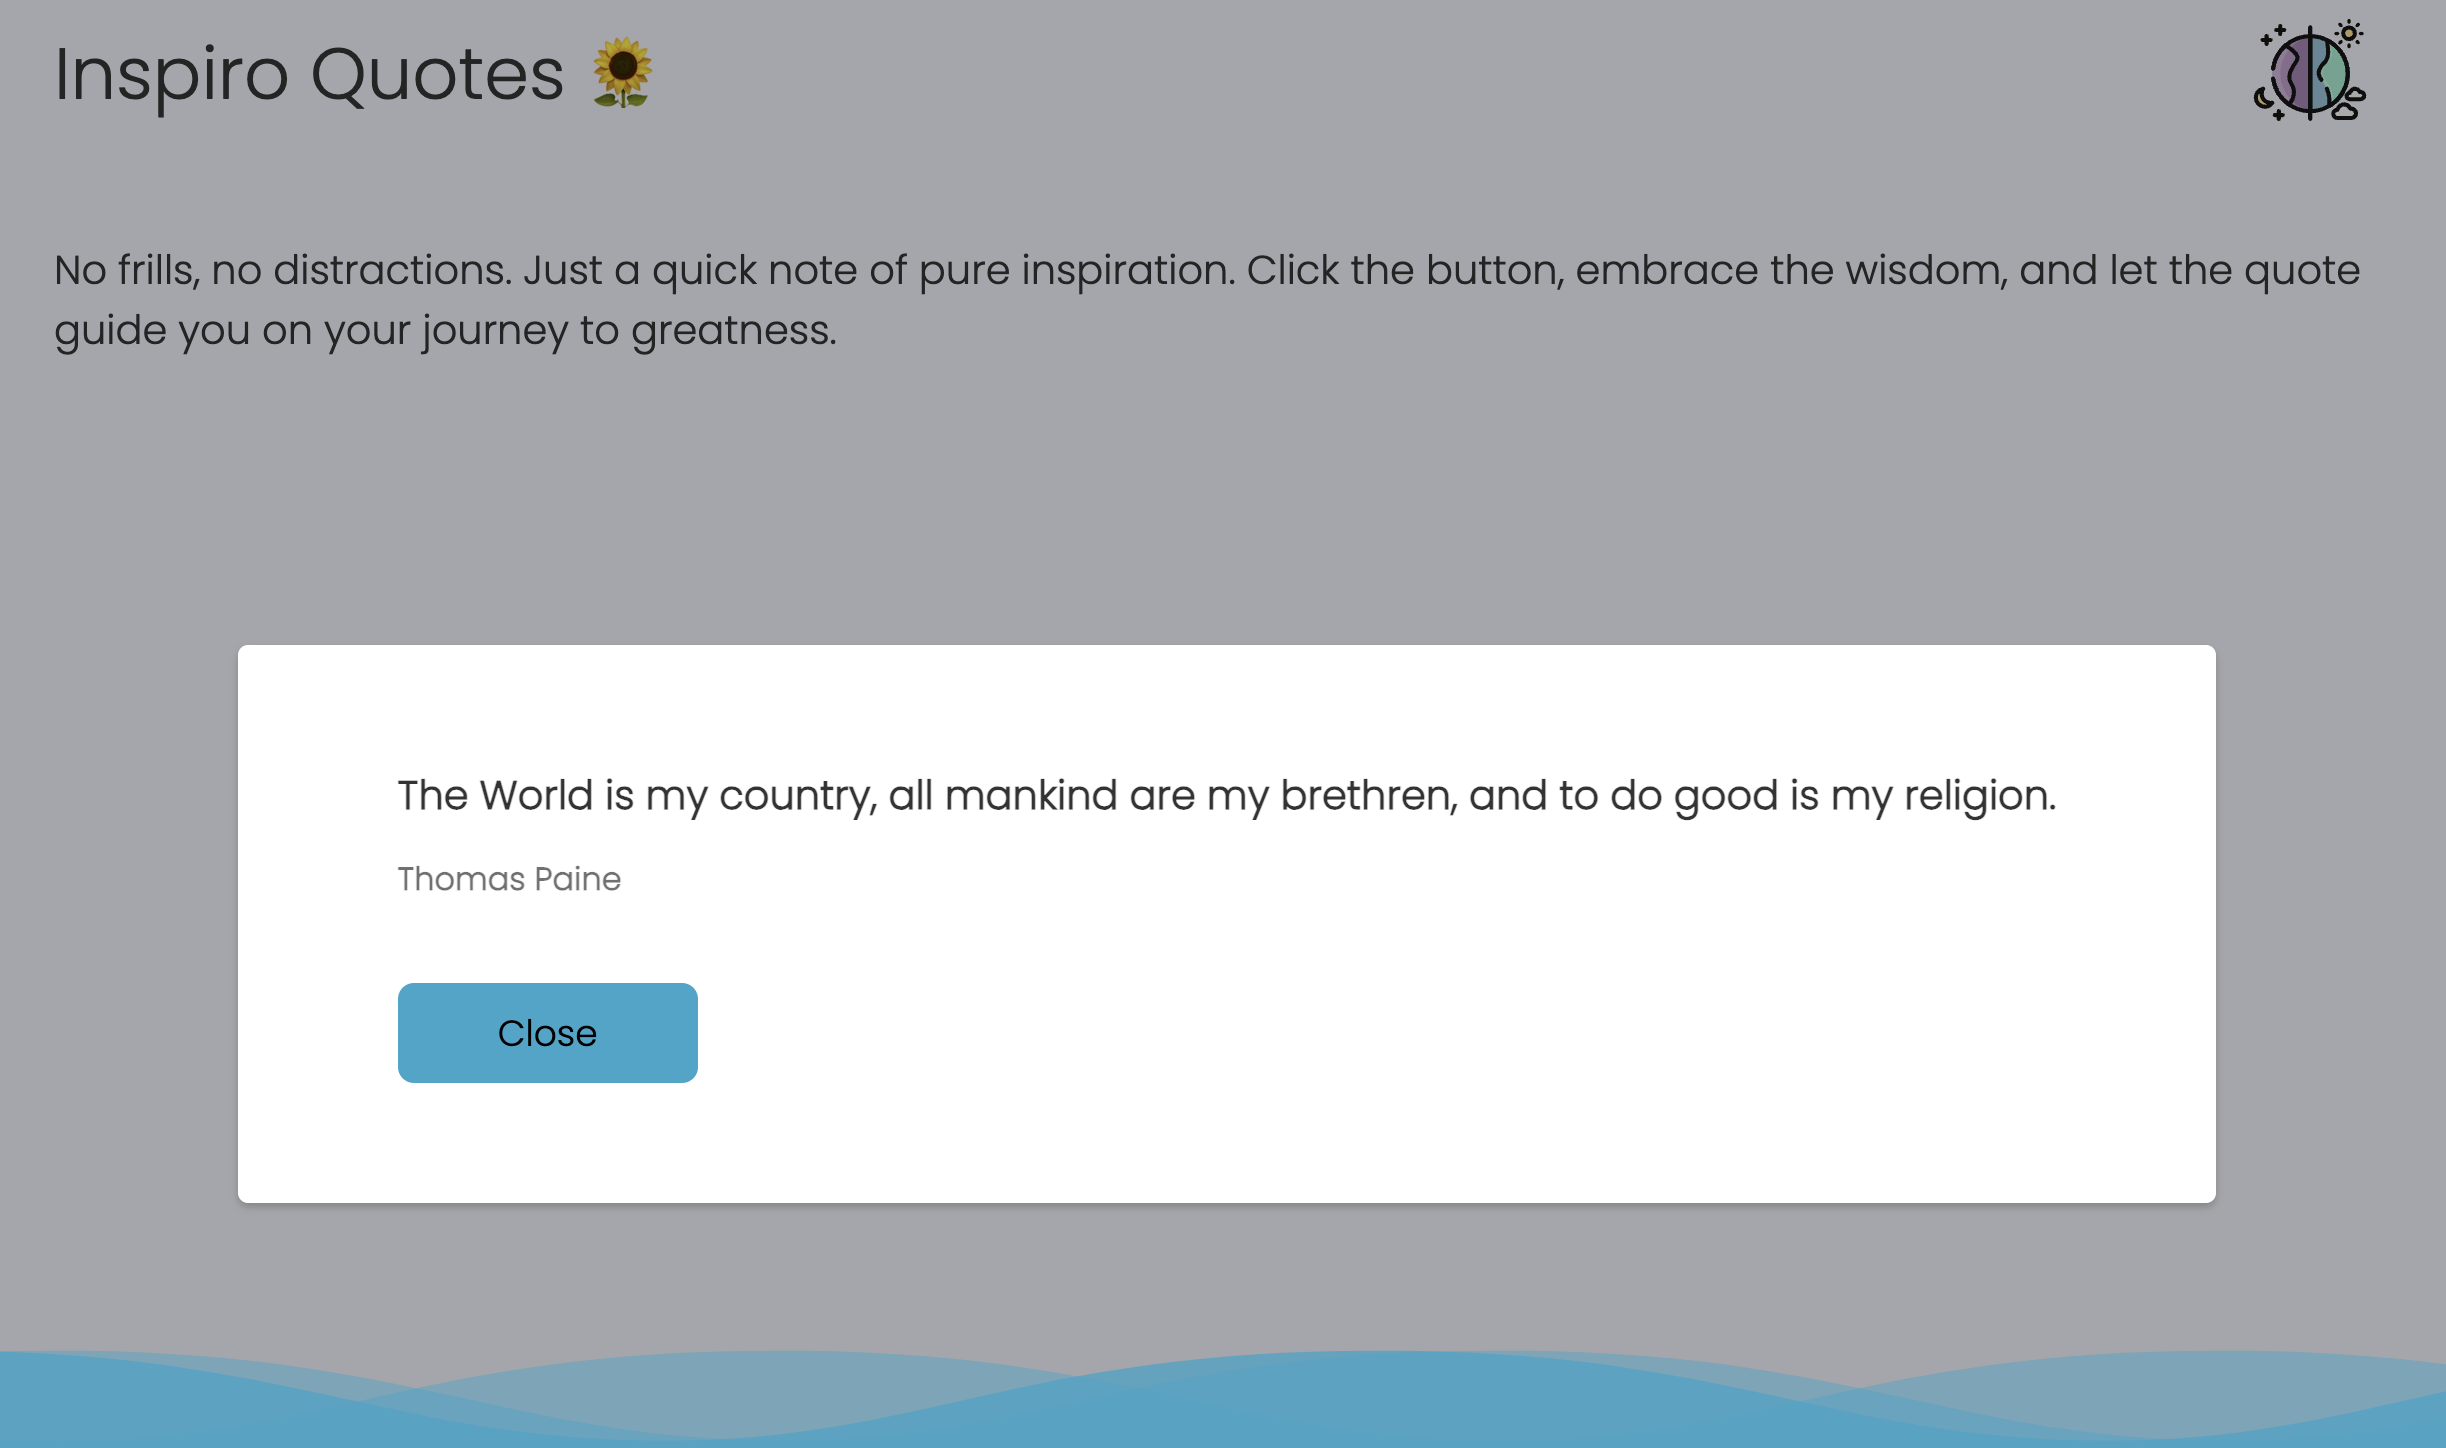 Inspiro Quotes 🌻
No frills, no distractions. Just a quick note of pure inspiration. Click the button, embrace the wisdom, and let the quote
guide you on your journey to greatness.
The World is my country, all mankind are my brethren, and to do good is my religion.
Thomas Paine
Close